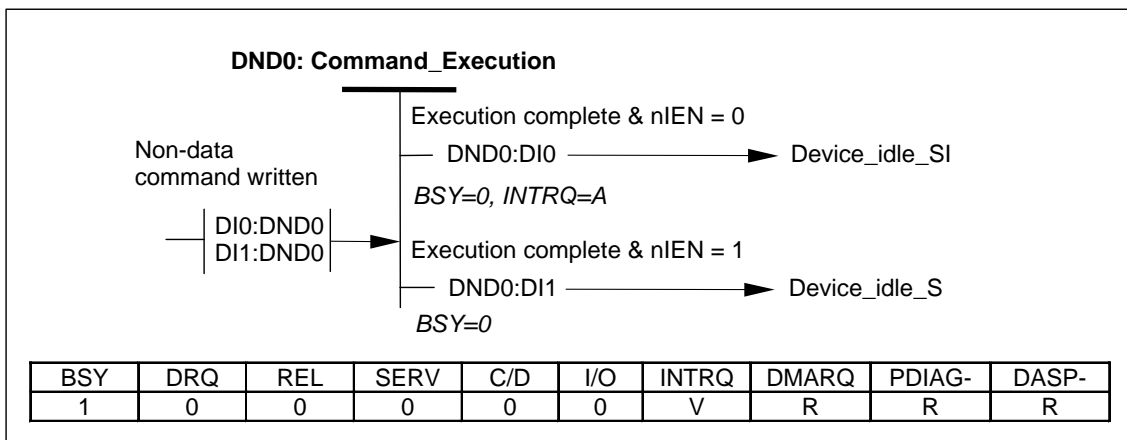 DND0: Command_Execution
Execution complete & nIEN = 0
Non-data
command written
DND0:DI0
Device_idle_SI
BSY=0, INTRQ=A
DI0:DND0
DI1:DND0
Execution complete & nIEN = 1
DND0:DI1
Device_idle_S
BSY=0
BSY DRQ REL SERV C/D I/O INTRQ DMARQ PDIAG- DASP-
1 0 0 0 0 0 V R R R